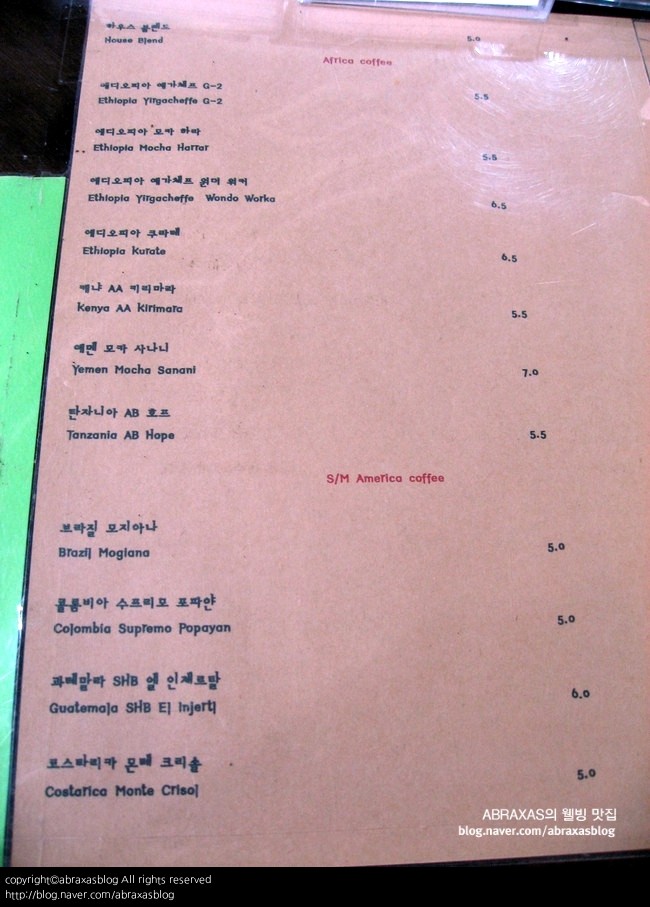 하우스 블렌드
House Blend 5.0
Africa coffee
에디오피아 예가체프 G-2
Ethiopia Yirgacheffe G-2 5.5
에디오피아 모카 하라
Ethiopia Mocha Harrar 5.5
에디오피아 예가체프 원더 워커
Ethiopia Yirgacheffe Wondo Worka 6.5
에디오피아 쿠라테
Ethiopia Kurate 6.5
케냐 AA 키리마라
Kenya AA Kirimara 5.5
예멘 모카 사나니
Yemen Mocha Sanani 7.0
탄자니아 AB 호프
Tanzania AB Hope 5.5
S/M America coffee
브라질 모지아나
Brazil Mogiana 5.0
콜롬비아 수프리모 포파얀
Colombia Supremo Popayan 5.0
과테말라 SHB 엘 인제르탈
Guatemala SHB El Injertl 6.0
코스타리카 몬테 크리솔
Costarica Monte Crisol 5.0
ABRAXAS의 웰빙 맛집
blog.naver.com/abraxasblog
copyright©abraxasblog All rights reserved
http://blog.naver.com/abraxasblog